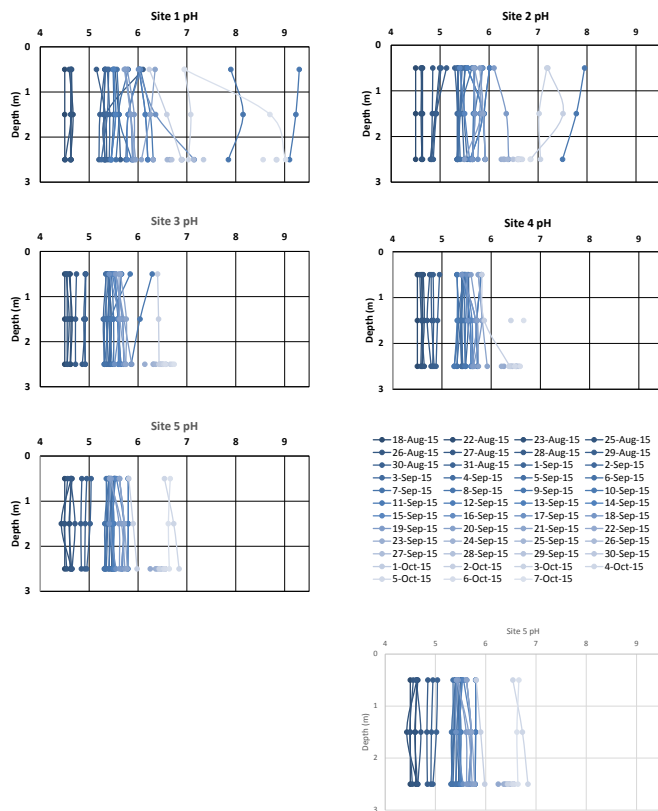 Site 1 pH
4 5 6 7 8 9
0
1
2
3
Depth (m)
Site 2 pH
4 5 6 7 8 9
0
1
2
3
Depth (m)
Site 3 pH
4 5 6 7 8 9
0
1
2
3
Depth (m)
Site 4 pH
4 5 6 7 8 9
0
1
2
3
Depth (m)
Site 5 pH
4 5 6 7 8 9
0
1
2
3
Depth (m)
18-Aug-15 22-Aug-15 23-Aug-15 25-Aug-15
26-Aug-15 27-Aug-15 28-Aug-15 29-Aug-15
30-Aug-15 31-Aug-15 1-Sep-15 2-Sep-15
3-Sep-15 4-Sep-15 5-Sep-15 6-Sep-15
7-Sep-15 8-Sep-15 9-Sep-15 10-Sep-15
11-Sep-15 12-Sep-15 13-Sep-15 14-Sep-15
15-Sep-15 16-Sep-15 17-Sep-15 18-Sep-15
19-Sep-15 20-Sep-15 21-Sep-15 22-Sep-15
23-Sep-15 24-Sep-15 25-Sep-15 26-Sep-15
27-Sep-15 28-Sep-15 29-Sep-15 30-Sep-15
1-Oct-15 2-Oct-15 3-Oct-15 4-Oct-15
5-Oct-15 6-Oct-15 7-Oct-15
Site 5 pH
4 5 6 7 8 9
0
1
2
3
Depth (m)